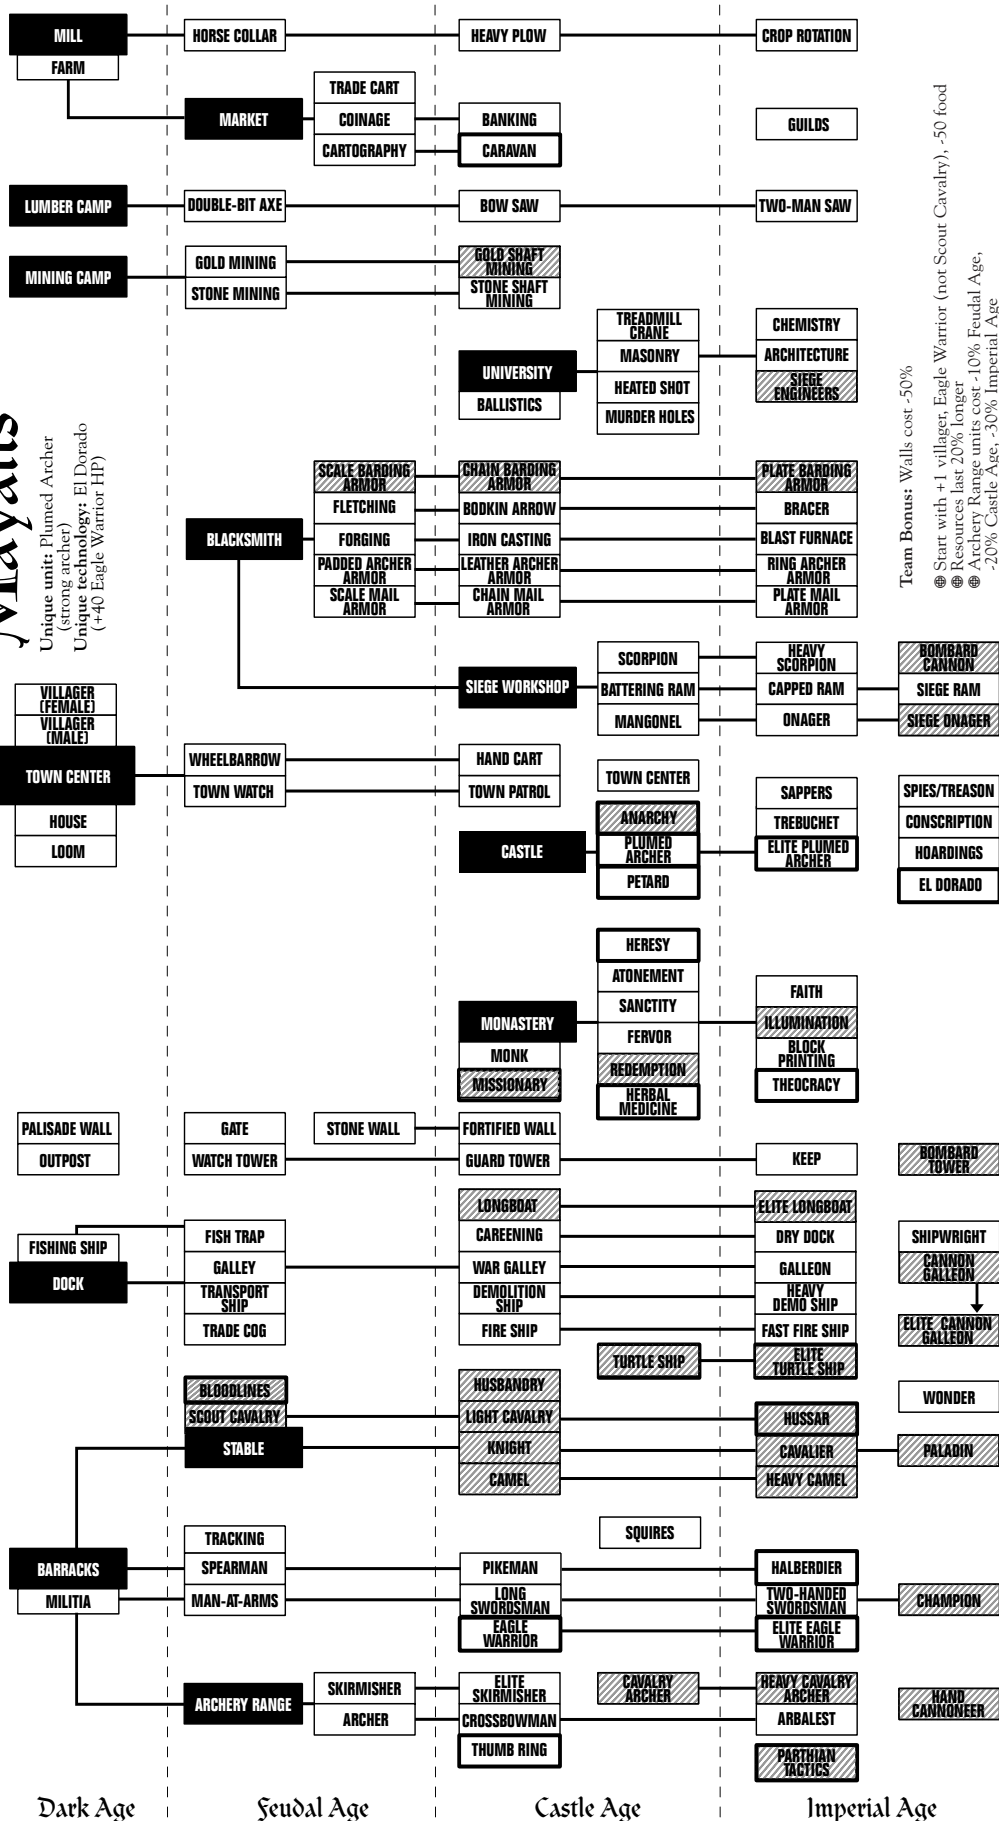 MILL
HORSE COLLAR
HEAVY PLOW
CROP ROTATION
FARM
TRADE CART
MARKET
COINAGE
BANKING
GUILDS
CARTOGRAPHY
CARAVAN
LUMBER CAMP
DOUBLE-BIT AXE
BOW SAW
TWO-MAN SAW
MINING CAMP
GOLD MINING
GOLD SHAFT
MINING
STONE MINING
STONE SHAFT
MINING
TREADMILL
CRANE
CHEMISTRY
MASONRY
ARCHITECTURE
UNIVERSITY
HEATED SHOT
SIEGE
ENGINEERS
BALLISTICS
MURDER HOLES
Mayans
Unique unit: Plumed Archer
(strong archer)
Unique technology: El Dorado
(+40 Eagle Warrior HP)
Team Bonus: Walls cost -50%
Start with +1 villager, Eagle Warrior (not Scout Cavalry), -50 food
Resources last 20% longer
Archery Range units cost -10% Feudal Age,
-20% Castle Age, -30% Imperial Age
SCALE BARDING
ARMOR
CHAIN BARDING
ARMOR
PLATE BARDING
ARMOR
FLETCHING
BODKIN ARROW
BRACER
BLACKSMITH
FORGING
IRON CASTING
BLAST FURNACE
PADDED ARCHER
ARMOR
LEATHER ARCHER
ARMOR
RING ARCHER
ARMOR
SCALE MAIL
ARMOR
CHAIN MAIL
ARMOR
PLATE MAIL
ARMOR
SCORPION
HEAVY
SCORPION
BOMBARD
CANNON
SIEGE WORKSHOP
BATTERING RAM
CAPPED RAM
SIEGE RAM
MANGONEL
ONAGER
SIEGE ONAGER
VILLAGER
(FEMALE)
VILLAGER
(MALE)
TOWN CENTER
WHEELBARROW
HAND CART
TOWN CENTER
TOWN WATCH
TOWN PATROL
HOUSE
LOOM
SAPPERS
SPIES/TREASON
ANARCHY
TREBUCHET
CONSCRIPTION
CASTLE
PLUMED
ARCHER
ELITE PLUMED
ARCHER
HOARDINGS
PETARD
EL DORADO
HERESY
ATONEMENT
SANCTITY
FAITH
MONASTERY
FERVOR
ILLUMINATION
MONK
REDEMPTION
BLOCK
PRINTING
MISSIONARY
HERBAL
MEDICINE
THEOCRACY
PALISADE WALL
GATE
STONE WALL
FORTIFIED WALL
OUTPOST
WATCH TOWER
GUARD TOWER
KEEP
BOMBARD
TOWER
LONGBOAT
ELITE LONGBOAT
FISHING SHIP
FISH TRAP
CAREENING
DRY DOCK
SHIPWRIGHT
DOCK
GALLEY
WAR GALLEY
GALLEON
CANNON
GALLEON
TRANSPORT
SHIP
DEMOLITION
SHIP
HEAVY
DEMO SHIP
TRADE COG
FIRE SHIP
FAST FIRE SHIP
ELITE CANNON
GALLEON
TURTLE SHIP
ELITE
TURTLE SHIP
BLOODLINES
HUSBANDRY
WONDER
SCOUT CAVALRY
LIGHT CAVALRY
HUSSAR
STABLE
KNIGHT
CAVALIER
PALADIN
CAMEL
HEAVY CAMEL
TRACKING
SQUIRES
BARRACKS
SPEARMAN
PIKEMAN
HALBERDIER
MILITIA
MAN-AT-ARMS
LONG
SWORDSMAN
TWO-HANDED
SWORDSMAN
CHAMPION
EAGLE
WARRIOR
ELITE EAGLE
WARRIOR
ARCHERY RANGE
SKIRMISHER
ELITE
SKIRMISHER
CAVALRY
ARCHER
HEAVY CAVALRY
ARCHER
HAND
CANNONEER
ARCHER
CROSSBOWMAN
ARBALEST
THUMB RING
PARTHIAN
TACTICS
Dark Age
Feudal Age
Castle Age
Imperial Age